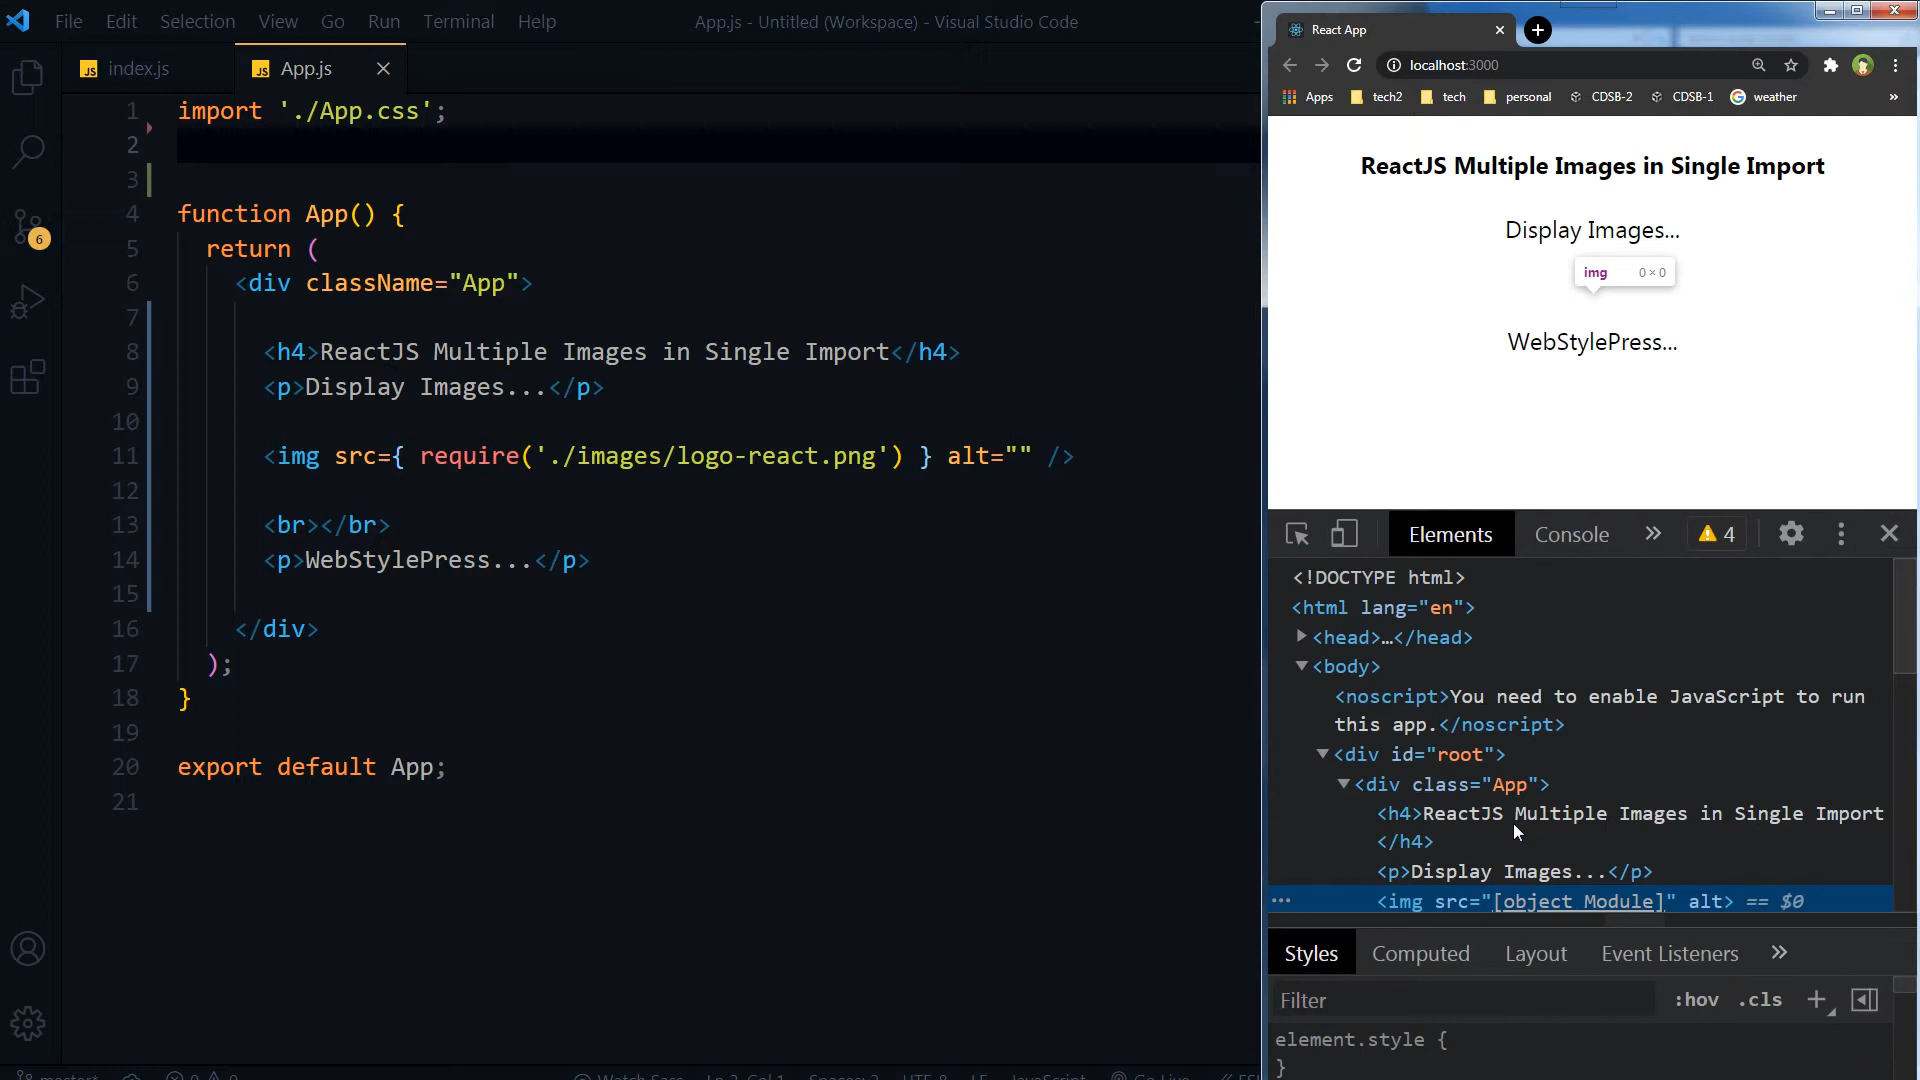 File Edit Selection View Go Run Terminal Help
App.js - Untitled (Workspace) - Visual Studio Code
JS index.js
JS App.js
1 import './App.css';
2
3
4 function App() {
5 return (
6 <div className="App">
7
8 <h4>ReactJS Multiple Images in Single Import</h4>
9 <p>Display Images...</p>
10
11 <img src={ require('./images/logo-react.png') } alt="" />
12
13 <br></br>
14 <p>WebStylePress...</p>
15
16 </div>
17 );
18 }
19
20 export default App;
21
6
React App
localhost:3000
Apps tech2 tech personal CDSB-2 CDSB-1 weather »
ReactJS Multiple Images in Single Import
Display Images...
img 0 × 0
WebStylePress...
Elements Console » 4
<!DOCTYPE html>
<html lang="en">
<head>…</head>
<body>
<noscript>You need to enable JavaScript to run
this app.</noscript>
<div id="root">
<div class="App">
<h4>ReactJS Multiple Images in Single Import
</h4>
<p>Display Images...</p>
<img src="[object Module]" alt> == $0
Styles Computed Layout Event Listeners »
Filter :hov .cls +
element.style {
}